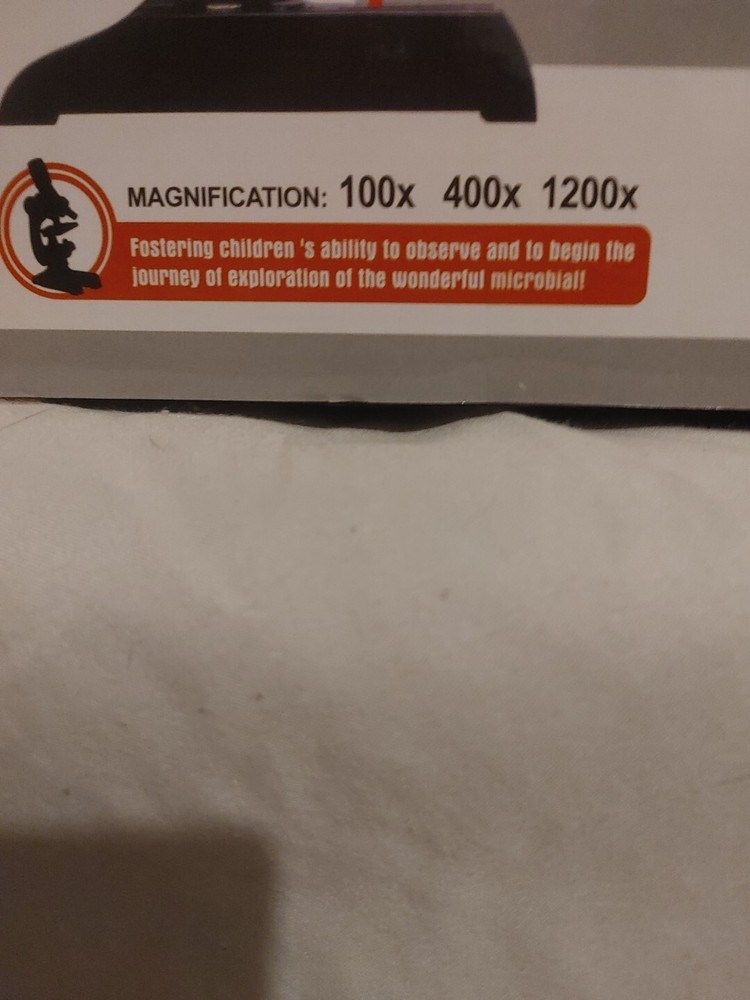 MAGNIFICATION: 100x 400x 1200x
Fostering children 's ability to observe and to begin the
journey of exploration of the wonderful microbial!